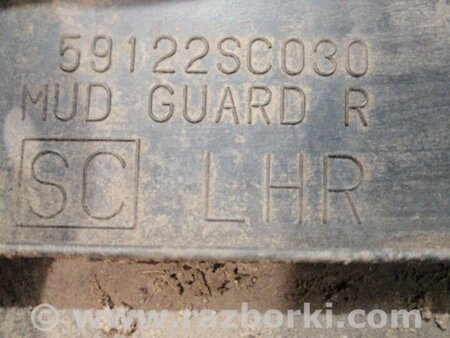 59122SC030
MUD GUARD R
SC LHR
www.razborki.com